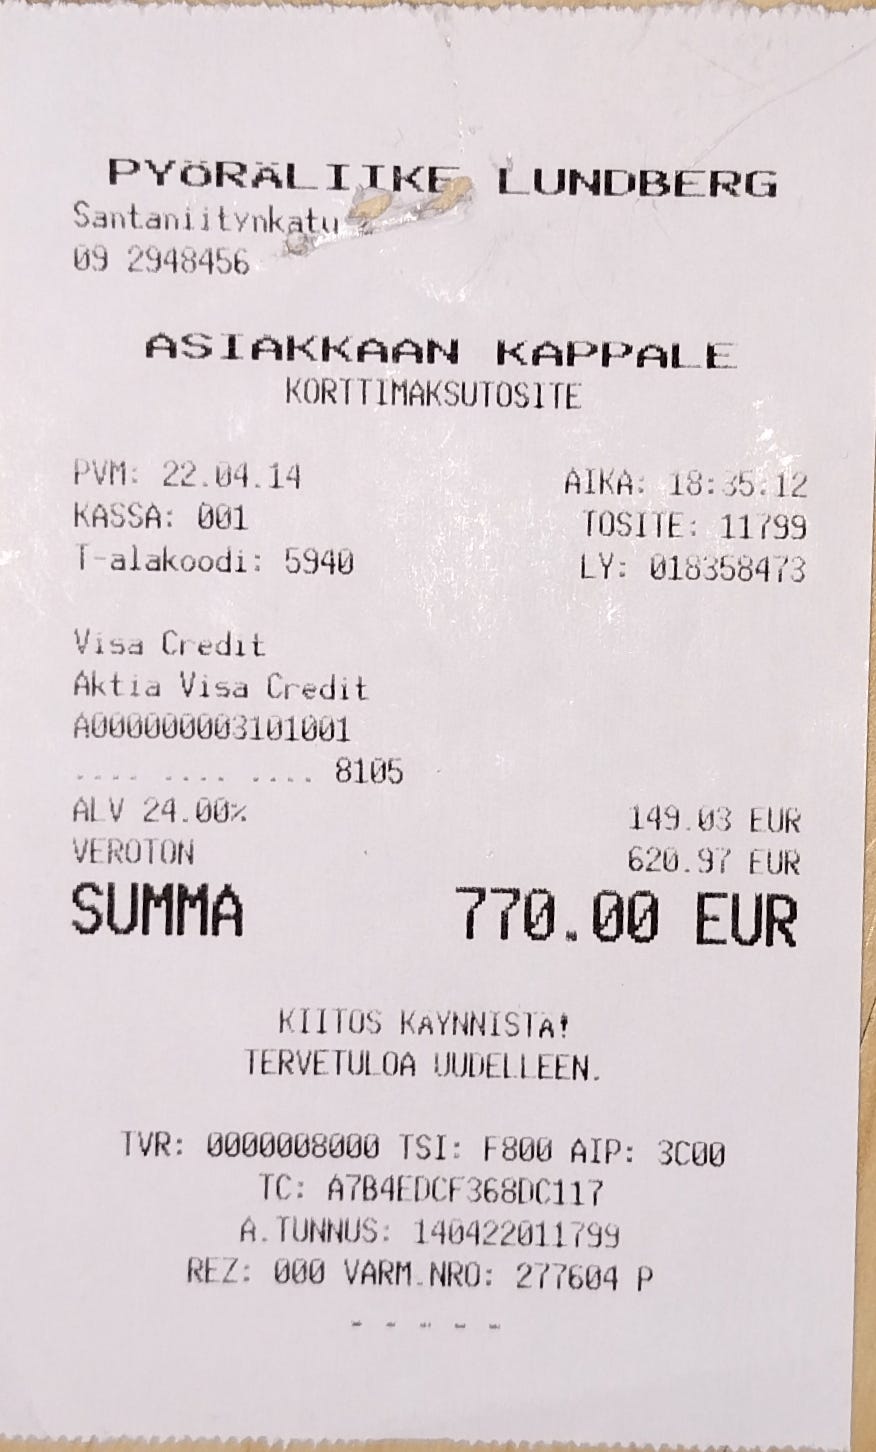 PYÖRÄLIIKE LUNDBERG
Santaniitynkatu
09 2948456
ASIAKKAAN KAPPALE
KORTTIMAKSUTOSITE
PVM: 22.04.14 AIKA: 18:35:12
KASSA: 001 TOSITE: 11799
T-alakoodi: 5940 LY: 018358473
Visa Credit
Aktia Visa Credit
A0000000003101001
.... .... .... 8105
ALV 24.00% 149.03 EUR
VEROTON 620.97 EUR
SUMMA 770.00 EUR
KIITOS KÄYNNISTÄ!
TERVETULOA UUDELLEEN.
TVR: 0000008000 TSI: F800 AIP: 3C00
TC: A7B4EDCF368DC117
A.TUNNUS: 140422011799
REZ: 000 VARM.NRO: 277604 P
- - - - -